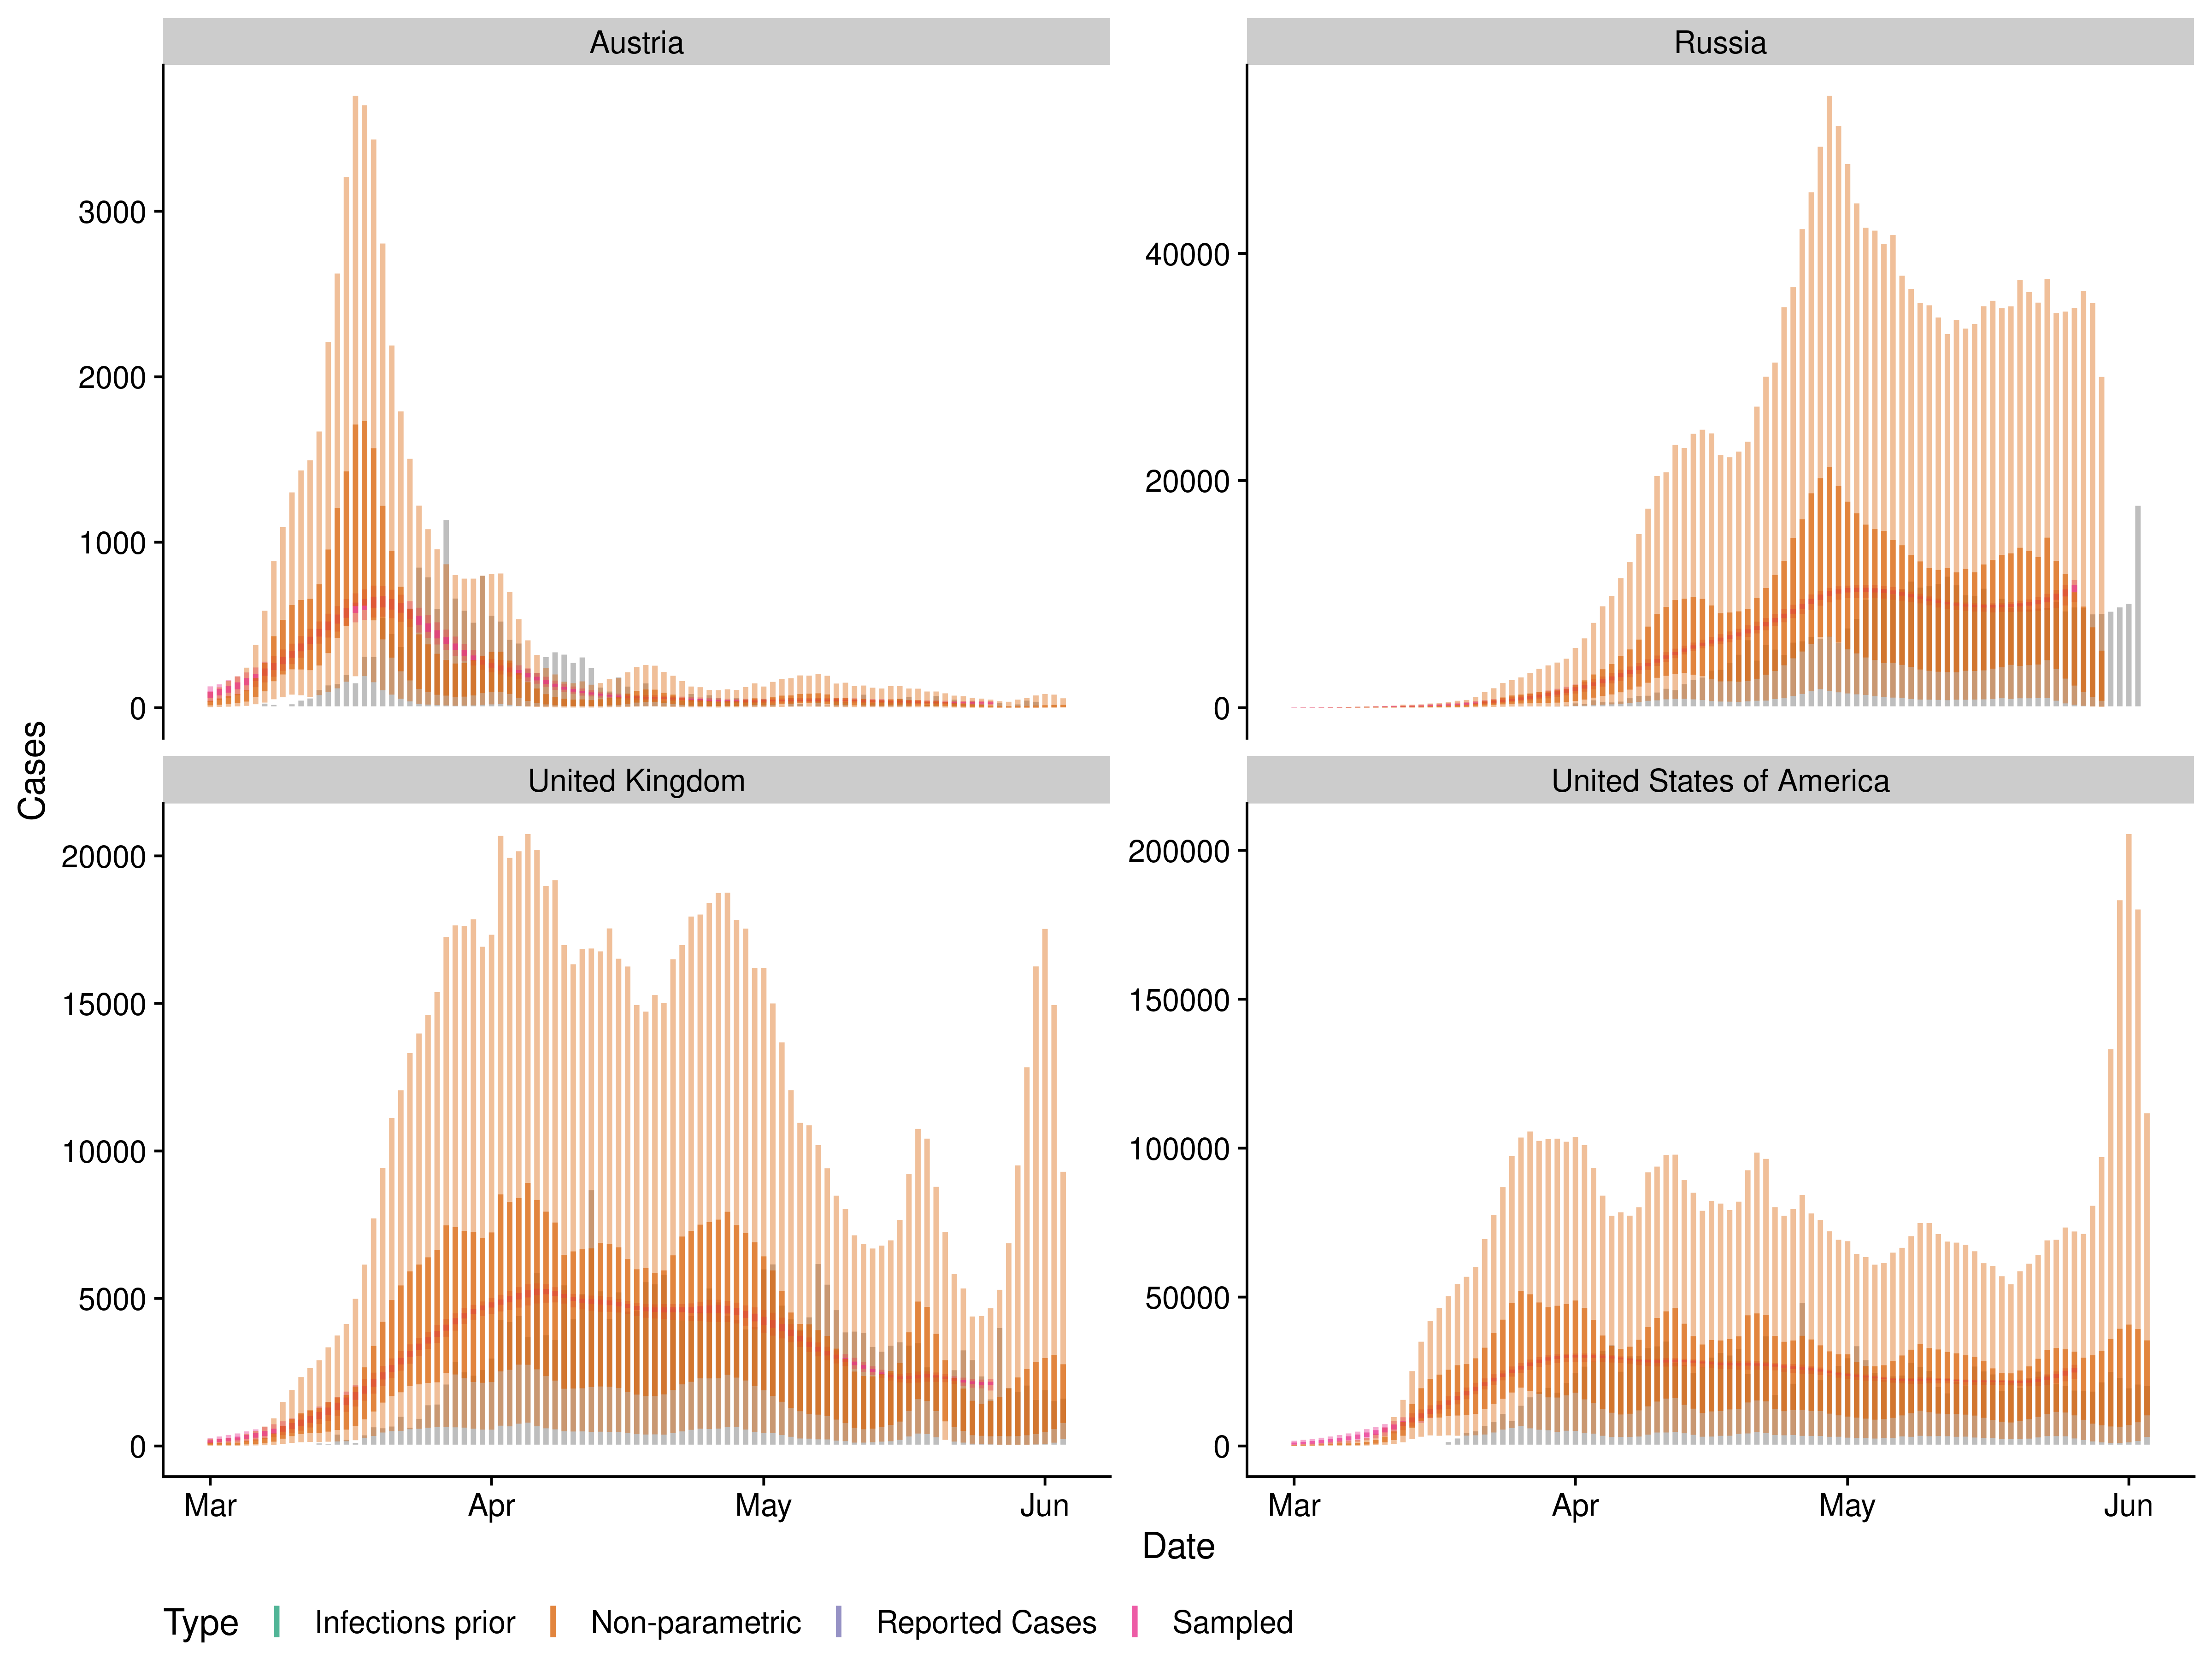 Austria
Russia
3000
2000
1000
0
40000
20000
0
Cases
United Kingdom
United States of America
20000
15000
10000
5000
0
200000
150000
100000
50000
0
Mar Apr May Jun
Mar Apr May Jun
Date
Type Infections prior Non-parametric Reported Cases Sampled